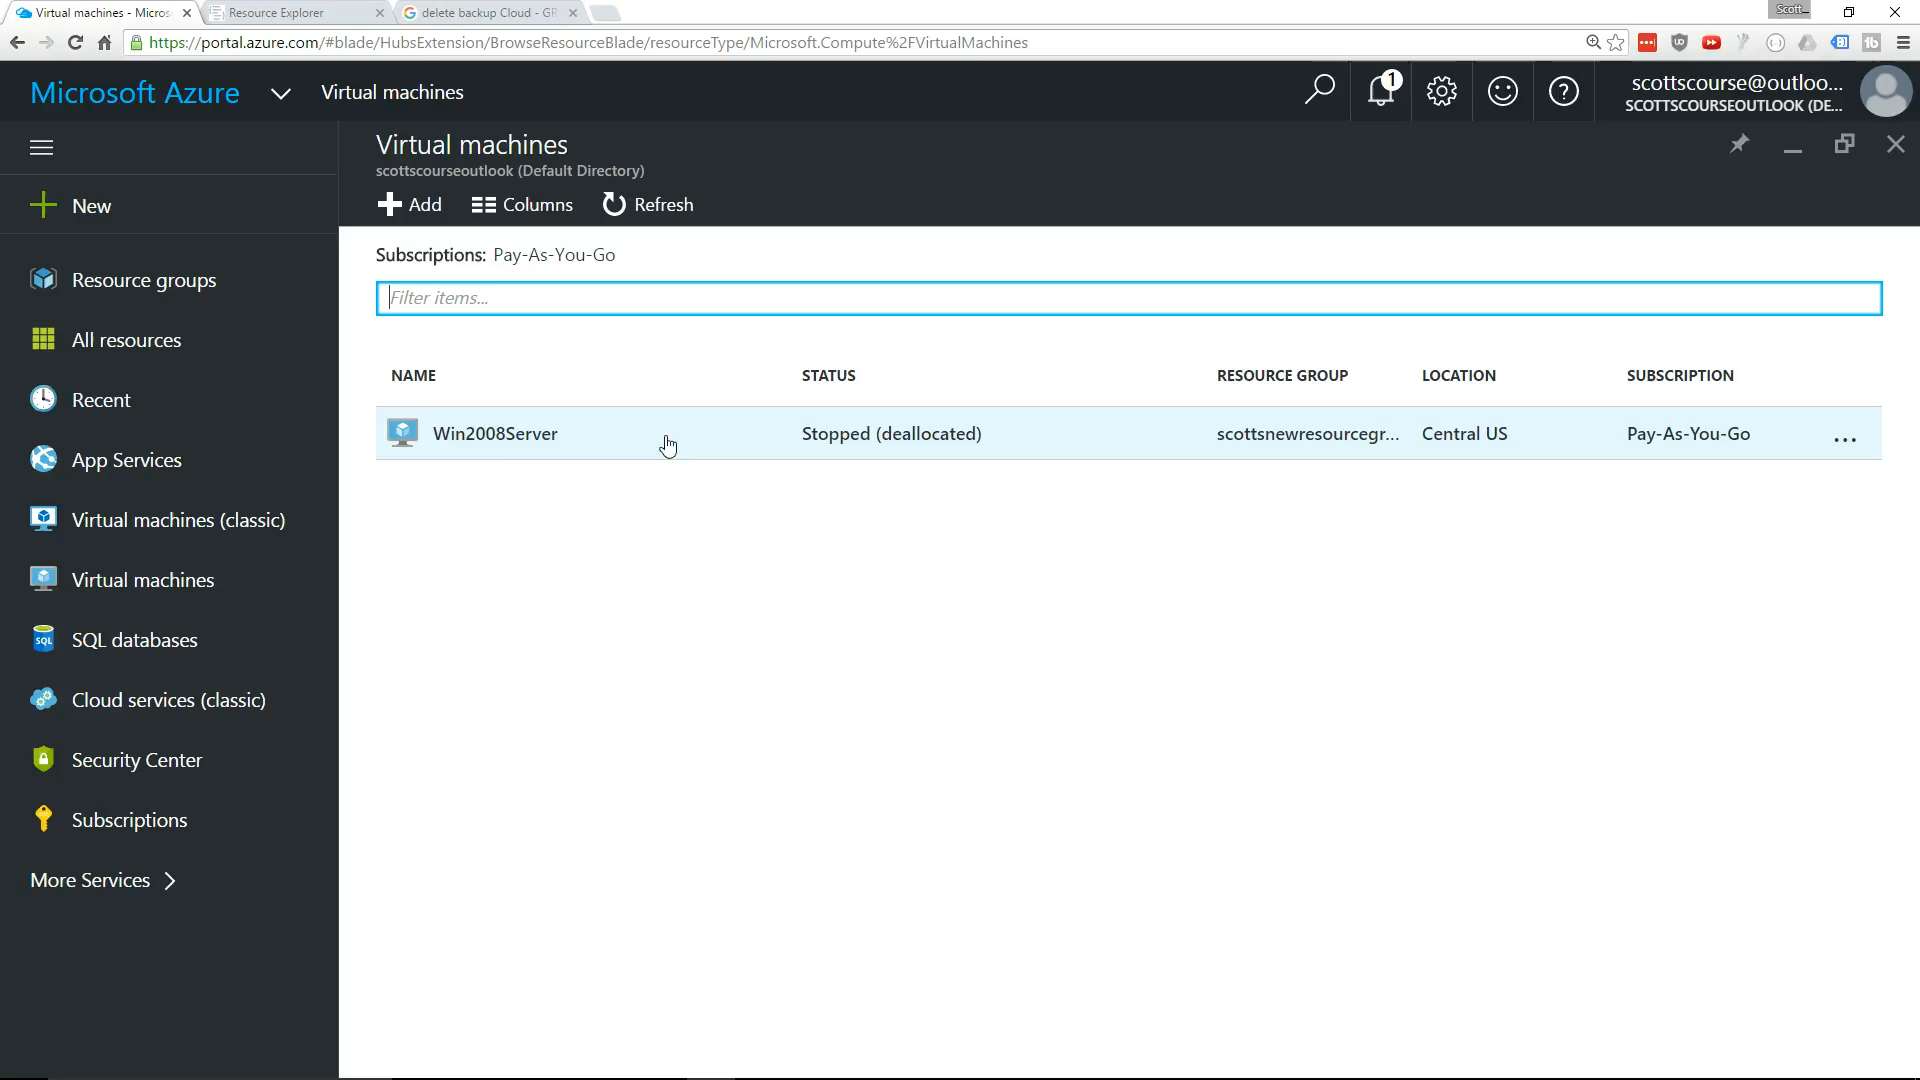 Virtual machines - Micros
Resource Explorer
delete backup Cloud - GR
Scott_
https://portal.azure.com/#blade/HubsExtension/BrowseResourceBlade/resourceType/Microsoft.Compute%2FVirtualMachines
Microsoft Azure
Virtual machines
1
scottscourse@outloo...
SCOTTSCOURSEOUTLOOK (DE...
Virtual machines
scottscourseoutlook (Default Directory)
Add
Columns
Refresh
New
Resource groups
All resources
Recent
App Services
Virtual machines (classic)
Virtual machines
SQL
SQL databases
Cloud services (classic)
Security Center
Subscriptions
More Services
Subscriptions: Pay-As-You-Go
Filter items...
NAME STATUS RESOURCE GROUP LOCATION SUBSCRIPTION
Win2008Server Stopped (deallocated) scottsnewresourcegr... Central US Pay-As-You-Go ...